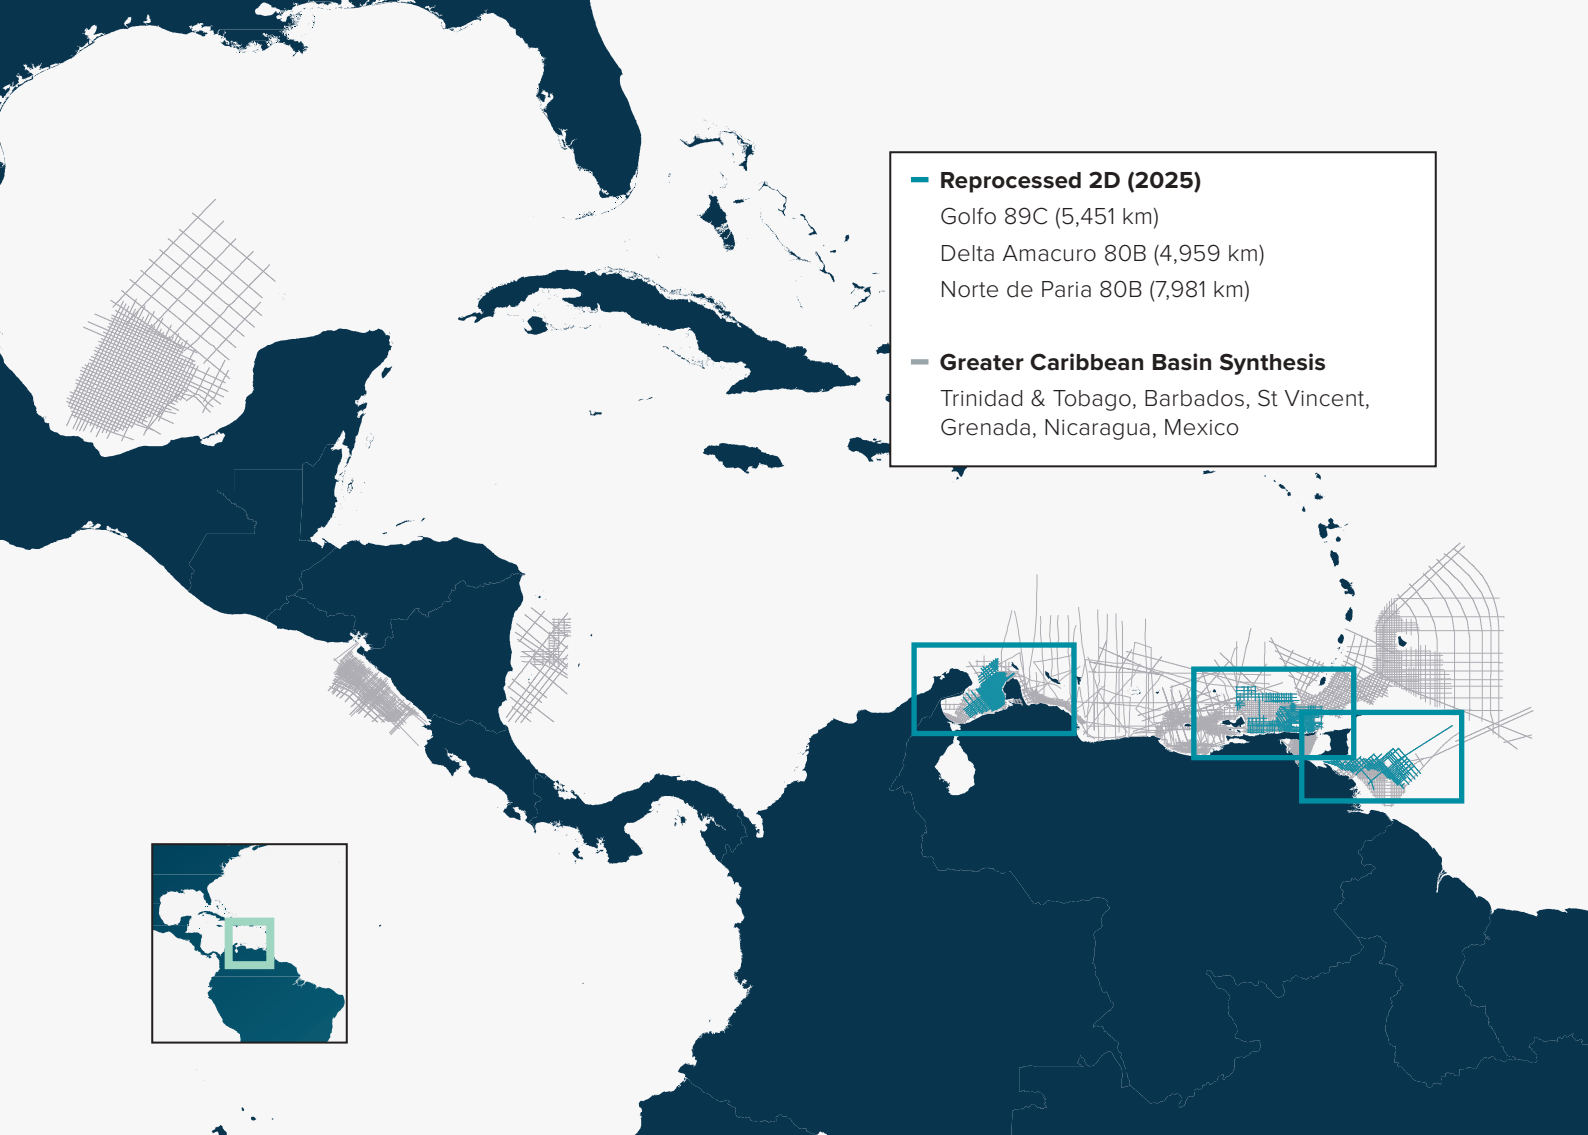 Reprocessed 2D (2025)
Golfo 89C (5,451 km)
Delta Amacuro 80B (4,959 km)
Norte de Paria 80B (7,981 km)
Greater Caribbean Basin Synthesis
Trinidad & Tobago, Barbados, St Vincent,
Grenada, Nicaragua, Mexico